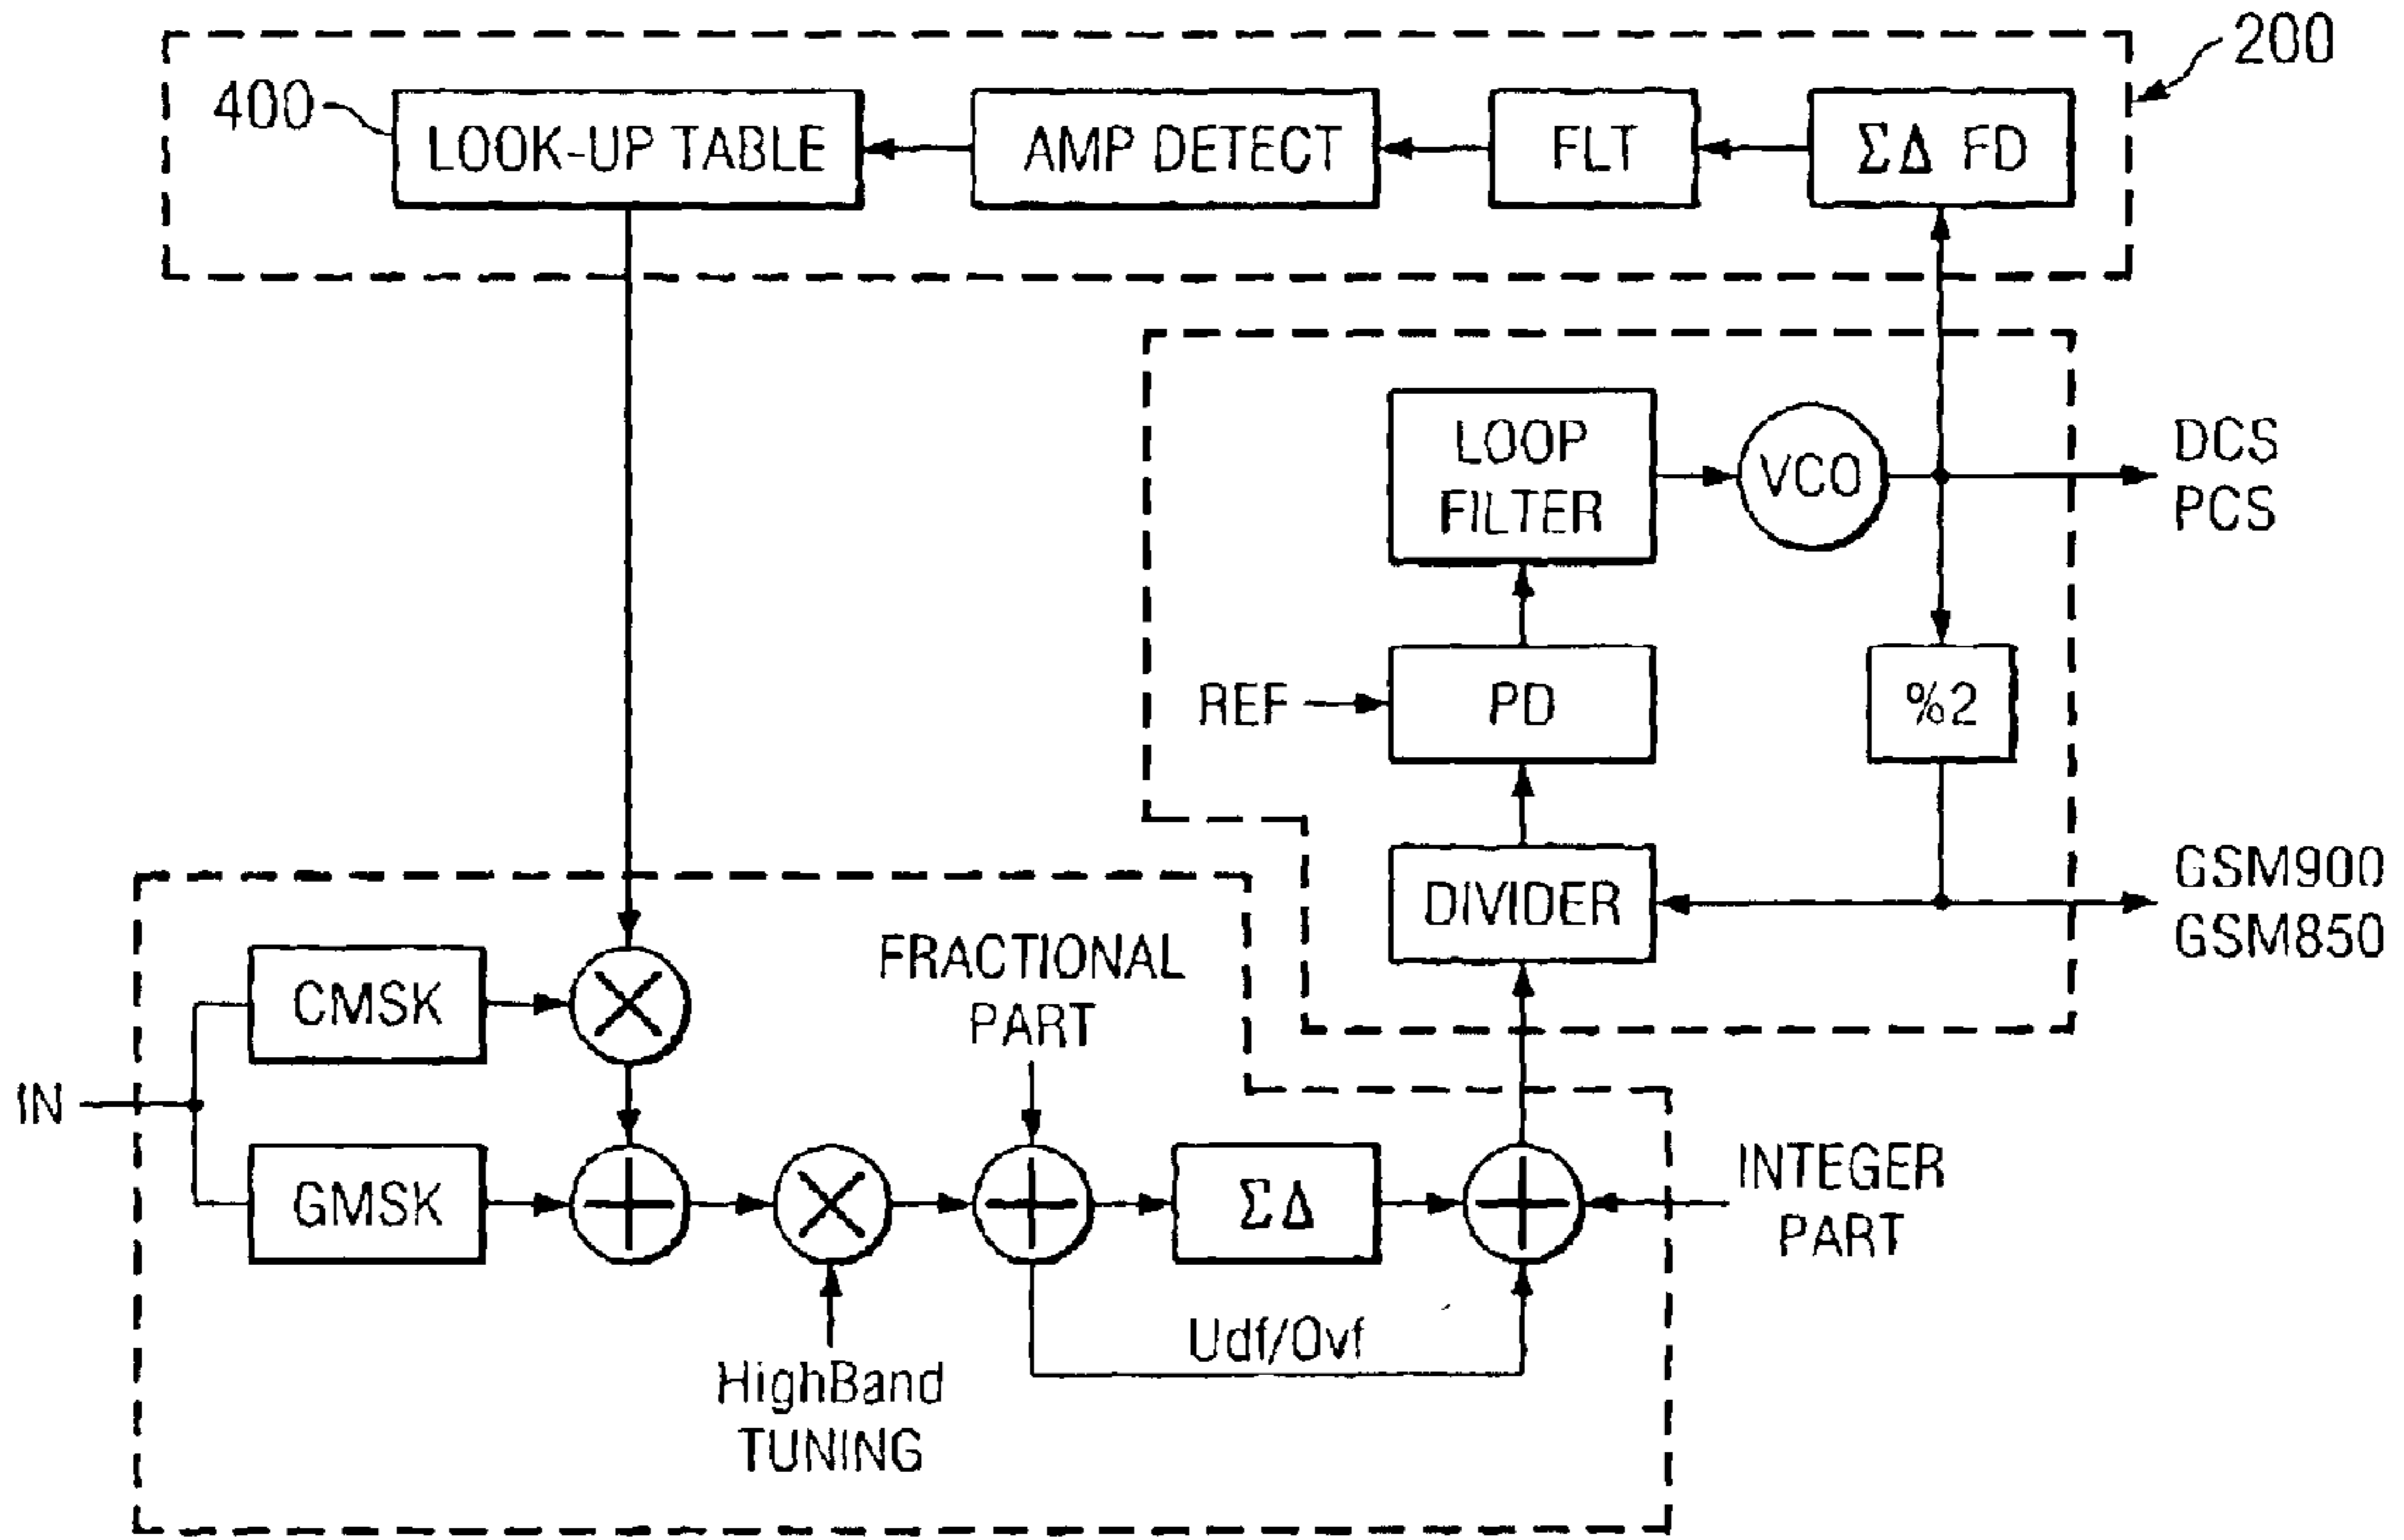 200
400
LOOK-UP TABLE
AMP DETECT
FLT
ΣΔ FD
LOOP
FILTER
VCO
DCS
PCS
REF
PD
%2
DIVIDER
GSM900
GSM850
CMSK
FRACTIONAL
PART
IN
GMSK
ΣΔ
INTEGER
PART
Udf/Ovf
HighBand
TUNING